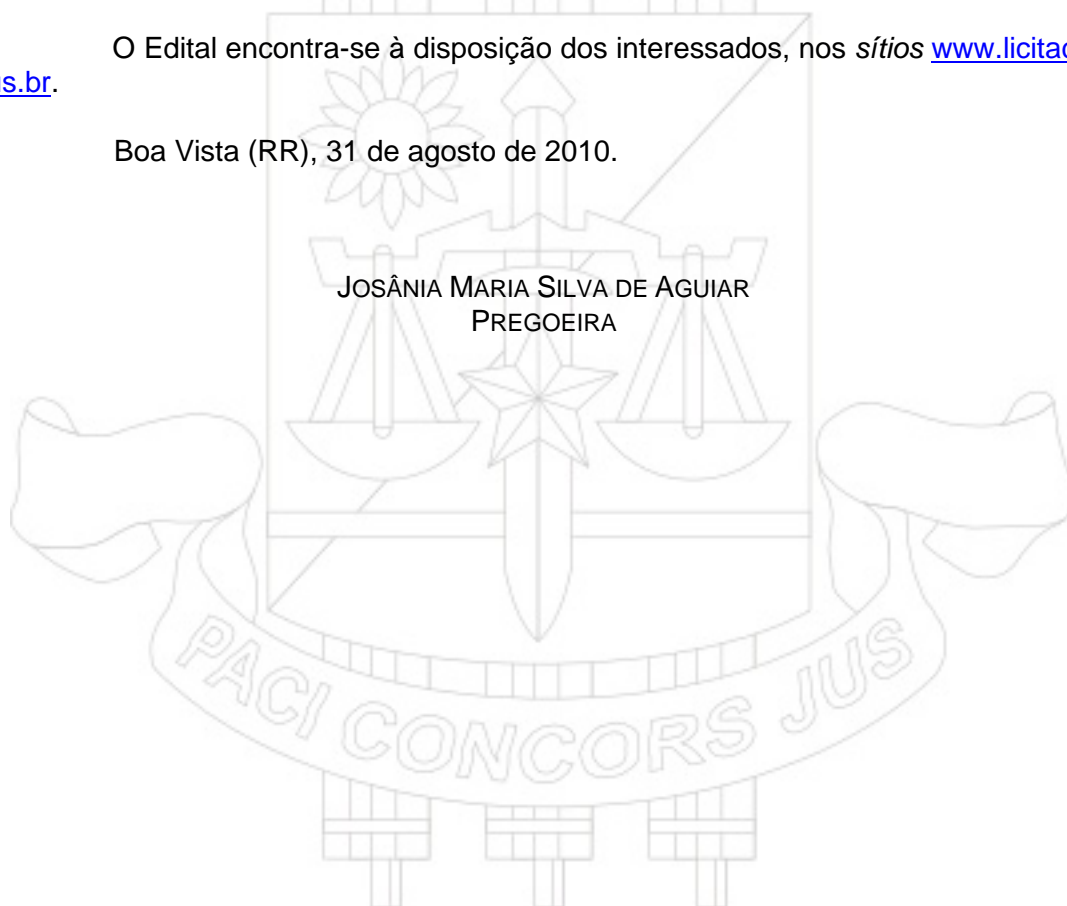 O Edital encontra-se à disposição dos interessados, nos sítios www.licitac
us.br.
Boa Vista (RR), 31 de agosto de 2010.
JOSÂNIA MARIA SILVA DE AGUIAR
PREGOEIRA
PACI CONCORS JUS